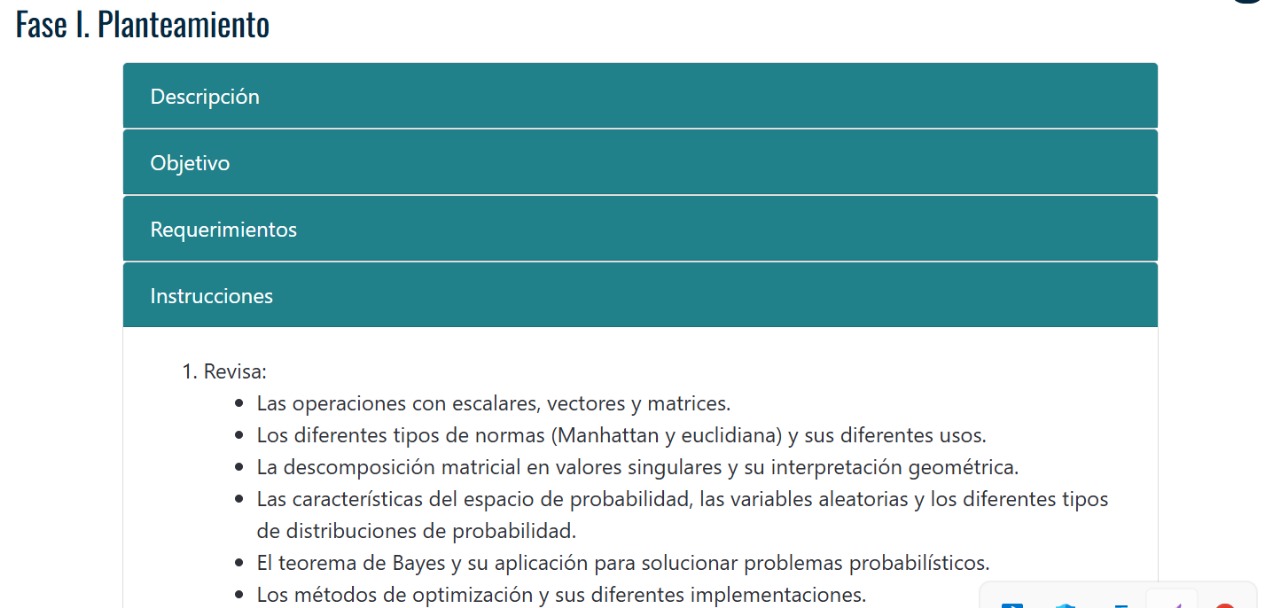 Fase I. Planteamiento
Descripción
Objetivo
Requerimientos
Instrucciones
1. Revisa:
• Las operaciones con escalares, vectores y matrices.
• Los diferentes tipos de normas (Manhattan y euclidiana) y sus diferentes usos.
• La descomposición matricial en valores singulares y su interpretación geométrica.
• Las características del espacio de probabilidad, las variables aleatorias y los diferentes tipos
de distribuciones de probabilidad.
• El teorema de Bayes y su aplicación para solucionar problemas probabilísticos.
• Los métodos de optimización y sus diferentes implementaciones.